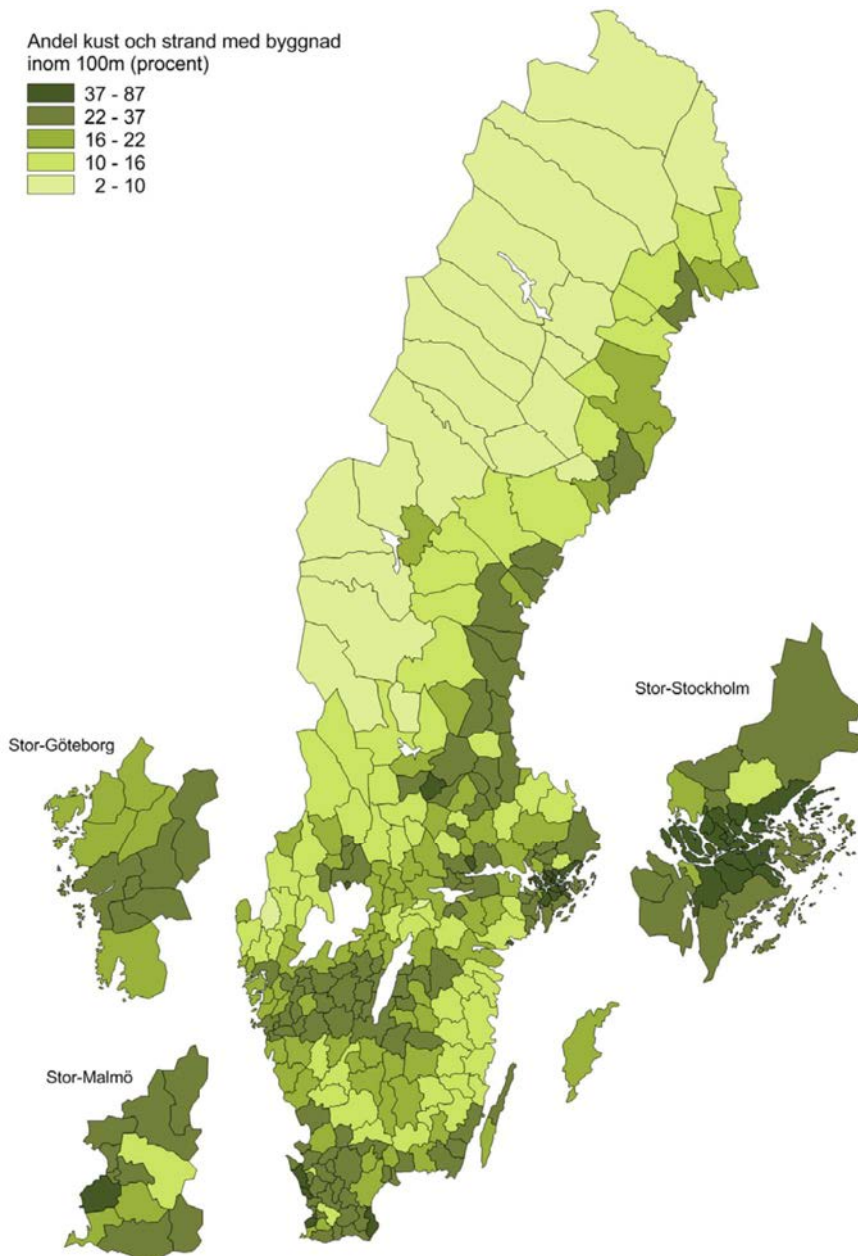 Andel kust och strand med byggnad
inom 100m (procent)
37 - 87
22 - 37
16 - 22
10 - 16
2 - 10
Stor-Stockholm
Stor-Göteborg
Stor-Malmö